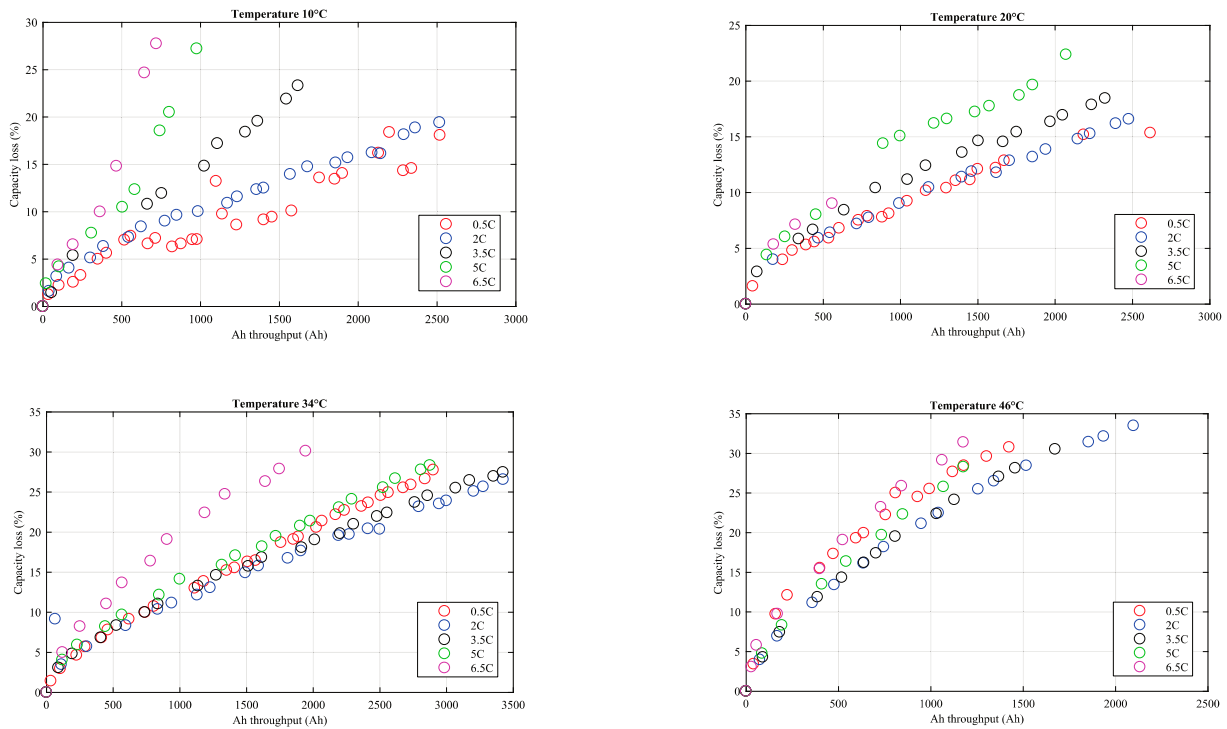 Temperature 10°C
Capacity loss (%)
30
25
20
15
10
5
0
0 500 1000 1500 2000 2500 3000
Ah throughput (Ah)
0.5C
2C
3.5C
5C
6.5C
Temperature 20°C
Capacity loss (%)
25
20
15
10
5
0
0 500 1000 1500 2000 2500 3000
Ah throughput (Ah)
0.5C
2C
3.5C
5C
6.5C
Temperature 34°C
Capacity loss (%)
35
30
25
20
15
10
5
0
0 500 1000 1500 2000 2500 3000 3500
Ah throughput (Ah)
0.5C
2C
3.5C
5C
6.5C
Temperature 46°C
Capacity loss (%)
35
30
25
20
15
10
5
0
0 500 1000 1500 2000 2500
Ah throughput (Ah)
0.5C
2C
3.5C
5C
6.5C